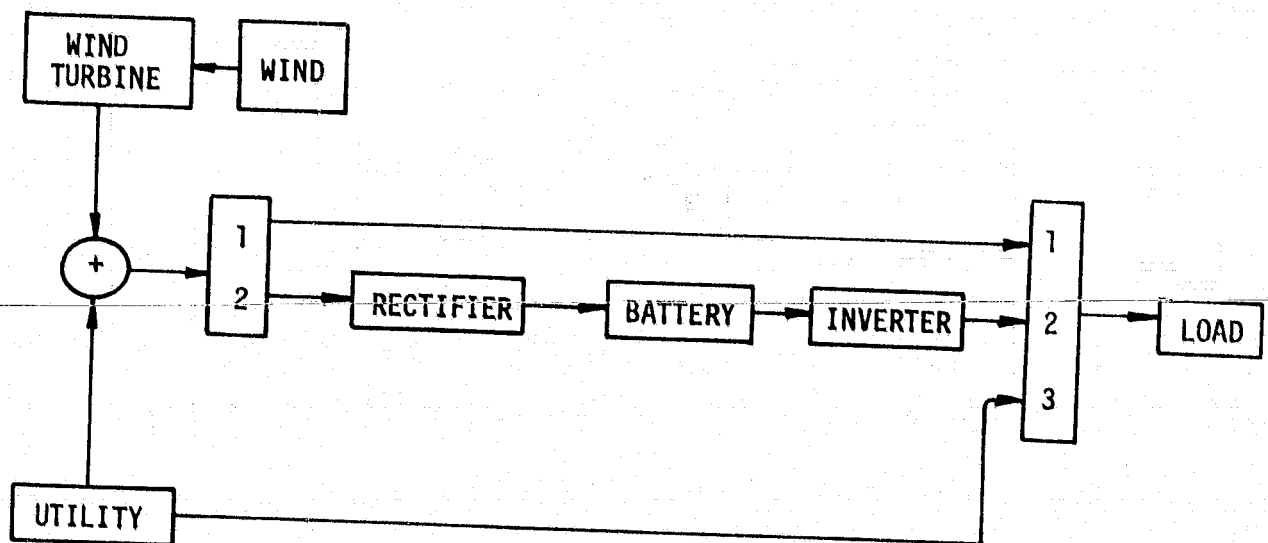 WIND
TURBINE
WIND
+
1
2
RECTIFIER
BATTERY
INVERTER
1
2
3
LOAD
UTILITY